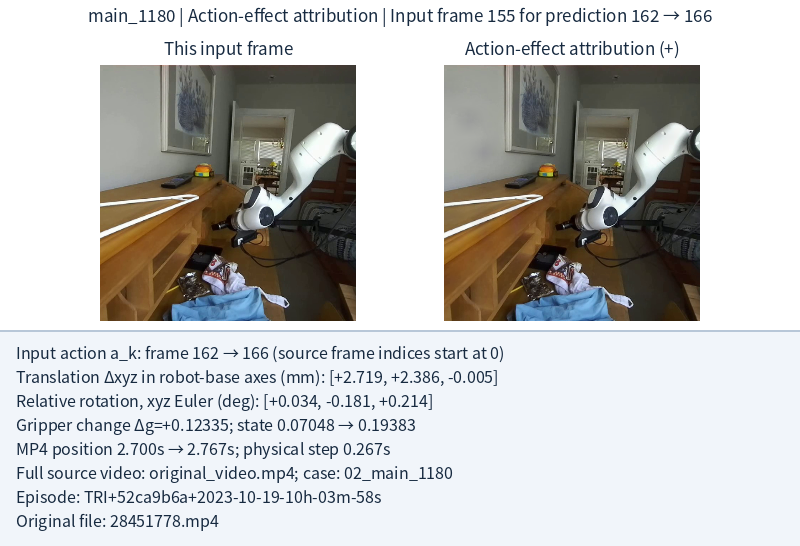 main_1180 | Action-effect attribution | Input frame 155 for prediction 162 → 166
This input frame
Action-effect attribution (+)
Input action a_k: frame 162 → 166 (source frame indices start at 0)
Translation Δxyz in robot-base axes (mm): [+2.719, +2.386, -0.005]
Relative rotation, xyz Euler (deg): [+0.034, -0.181, +0.214]
Gripper change Δg=+0.12335; state 0.07048 → 0.19383
MP4 position 2.700s → 2.767s; physical step 0.267s
Full source video: original_video.mp4; case: 02_main_1180
Episode: TRI+52ca9b6a+2023-10-19-10h-03m-58s
Original file: 28451778.mp4